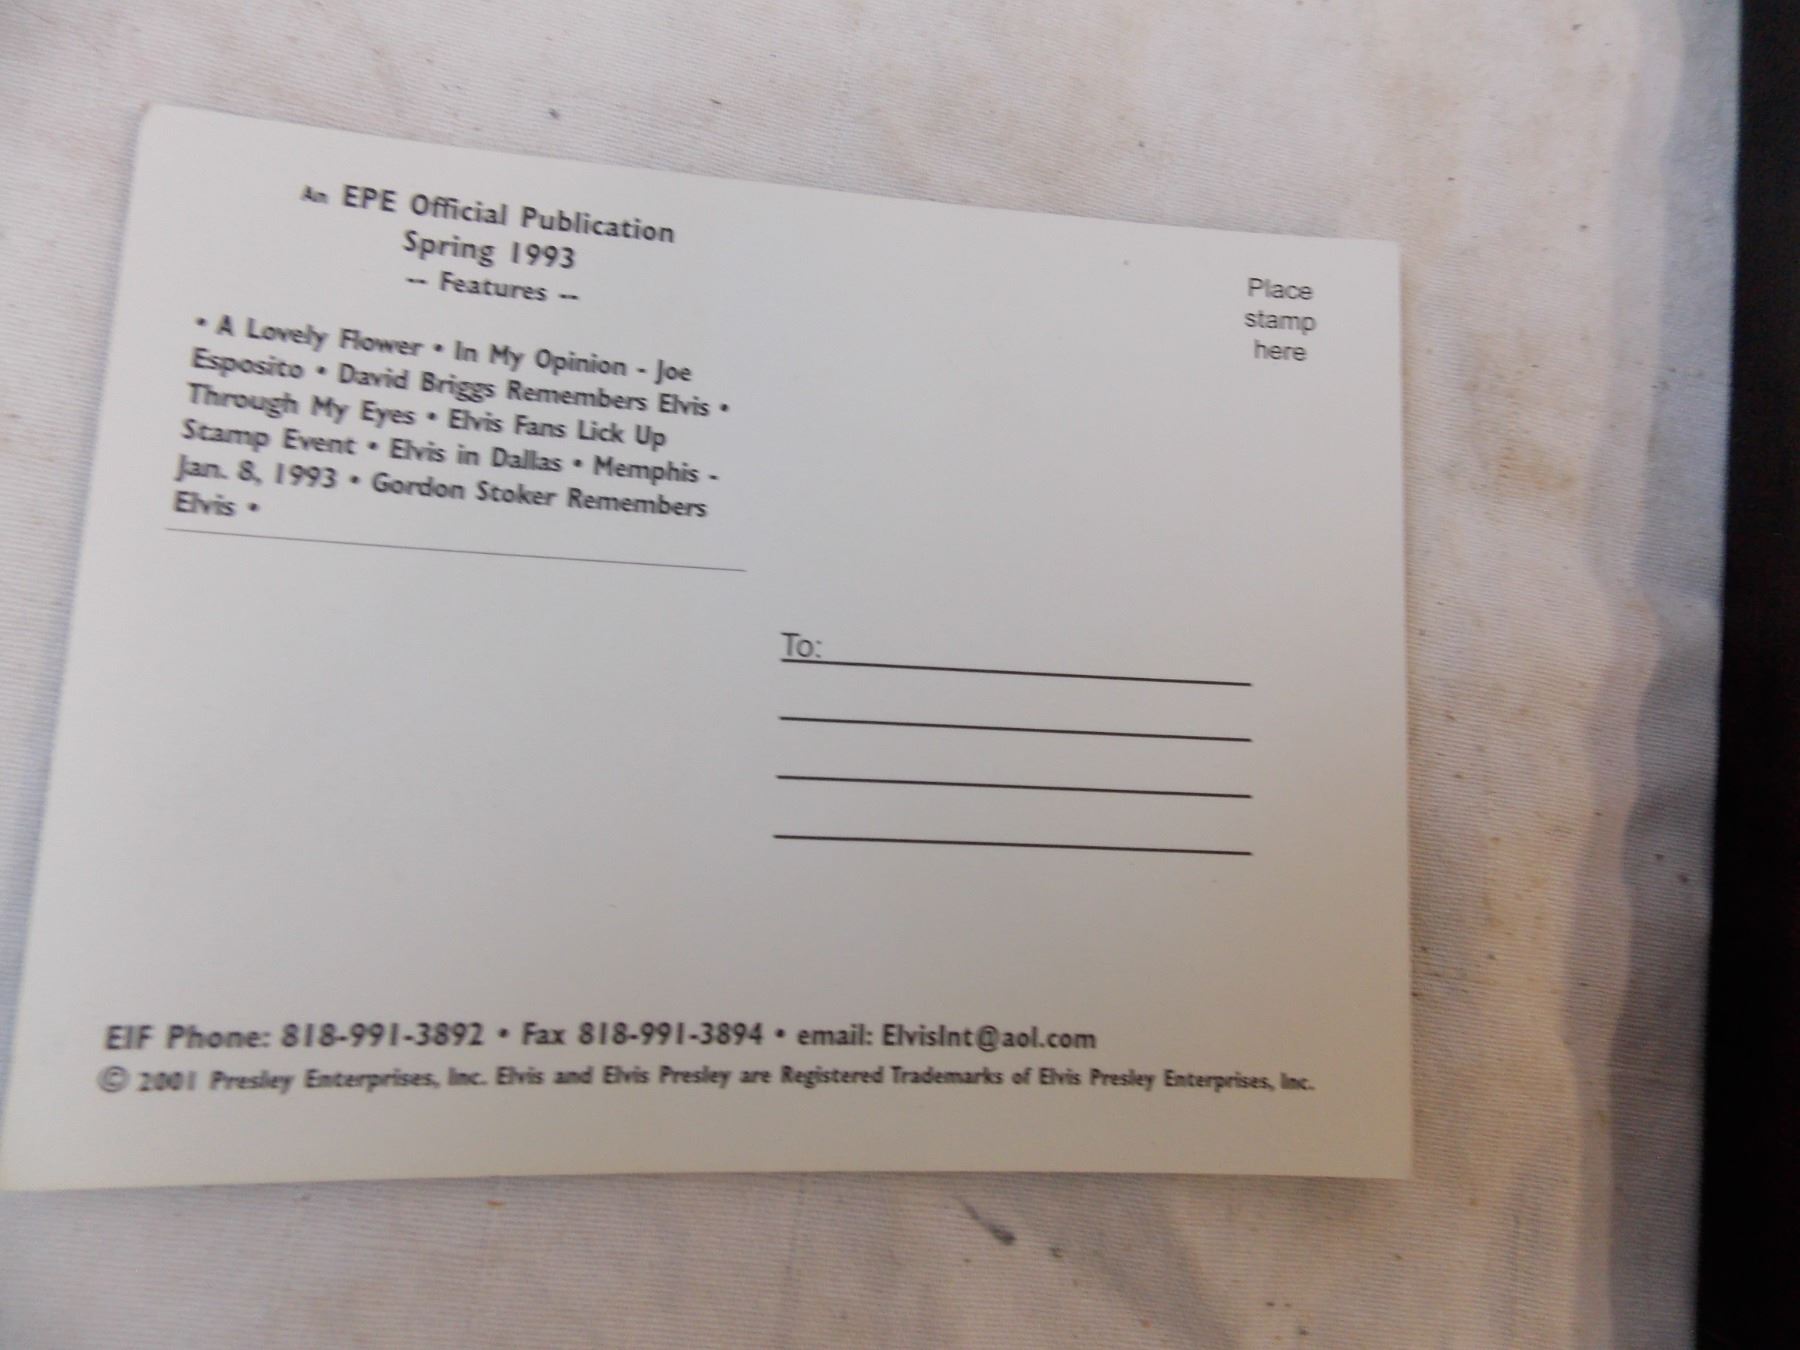 An EPE Official Publication
Spring 1993
-- Features --
• A Lovely Flower • In My Opinion - Joe
Esposito • David Briggs Remembers Elvis •
Through My Eyes • Elvis Fans Lick Up
Stamp Event • Elvis in Dallas • Memphis -
Jan. 8, 1993 • Gordon Stoker Remembers
Elvis •
Place
stamp
here
To:
EIF Phone: 818-991-3892 • Fax 818-991-3894 • email: ElvisInt@aol.com
© 2001 Presley Enterprises, Inc. Elvis and Elvis Presley are Registered Trademarks of Elvis Presley Enterprises, Inc.